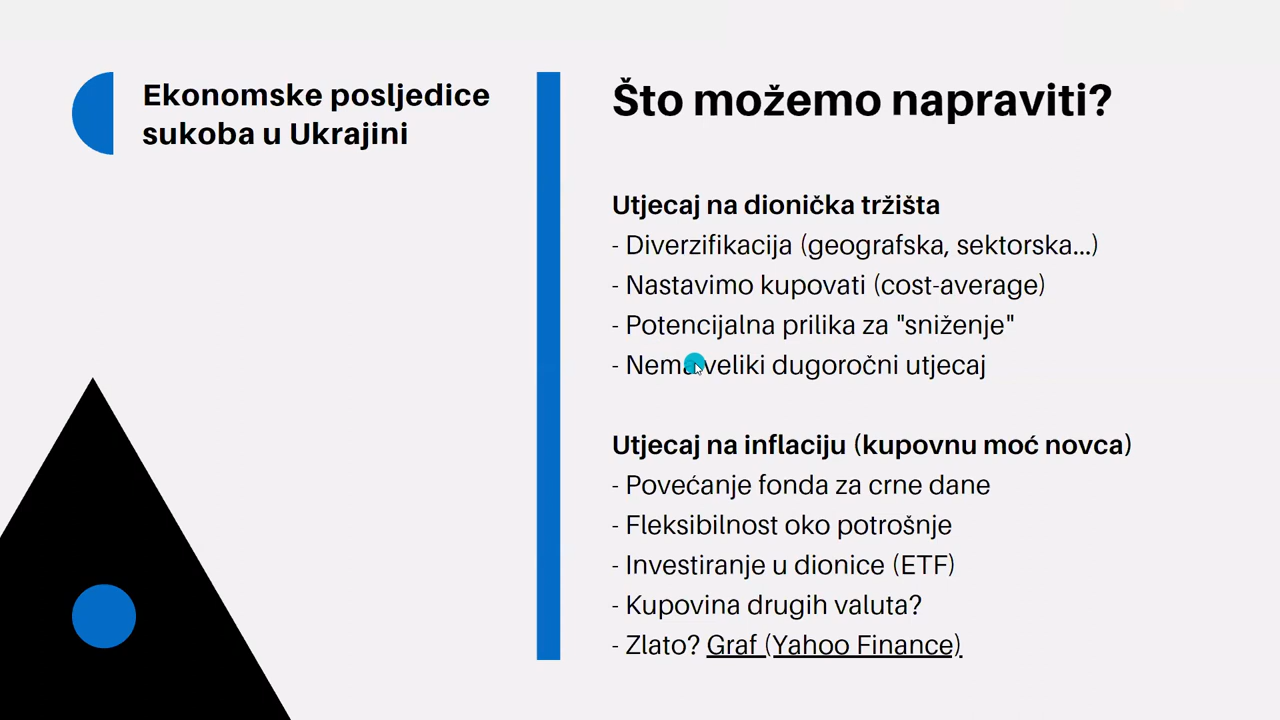 Ekonomske posljedice
sukoba u Ukrajini
Što možemo napraviti?
Utjecaj na dionička tržišta
- Diverzifikacija (geografska, sektorska...)
- Nastavimo kupovati (cost-average)
- Potencijalna prilika za "sniženje"
- Nema veliki dugoročni utjecaj
Utjecaj na inflaciju (kupovnu moć novca)
- Povećanje fonda za crne dane
- Fleksibilnost oko potrošnje
- Investiranje u dionice (ETF)
- Kupovina drugih valuta?
- Zlato? Graf (Yahoo Finance)